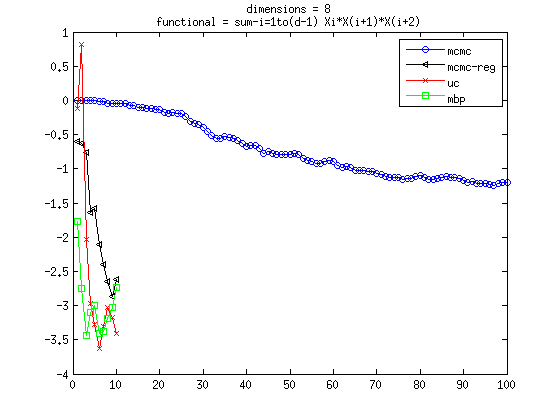 dimensions = 8
functional = sum-i=1to(d-1) Xi*X(i+1)*X(i+2)
mcmc
mcmc-reg
uc
mbp
1
0.5
0
-0.5
-1
-1.5
-2
-2.5
-3
-3.5
-4
0 10 20 30 40 50 60 70 80 90 100